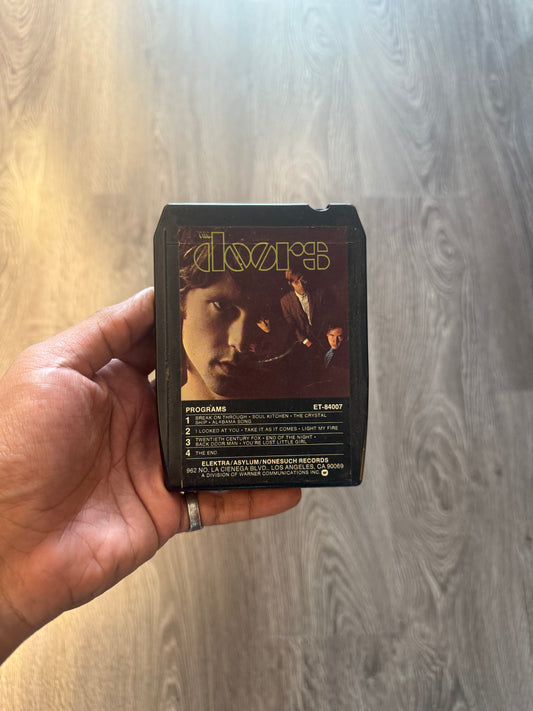 THE
doors
PROGRAMS ET-84007
1 BREAK ON THROUGH • SOUL KITCHEN • THE CRYSTAL
SHIP • ALABAMA SONG
2 I LOOKED AT YOU • TAKE IT AS IT COMES • LIGHT MY FIRE
3 TWENTIETH CENTURY FOX • END OF THE NIGHT •
BACK DOOR MAN • YOU'RE LOST LITTLE GIRL
4 THE END
ELEKTRA/ASYLUM/NONESUCH RECORDS
962 NO. LA CIENEGA BLVD., LOS ANGELES, CA 90069
A DIVISION OF WARNER COMMUNICATIONS INC